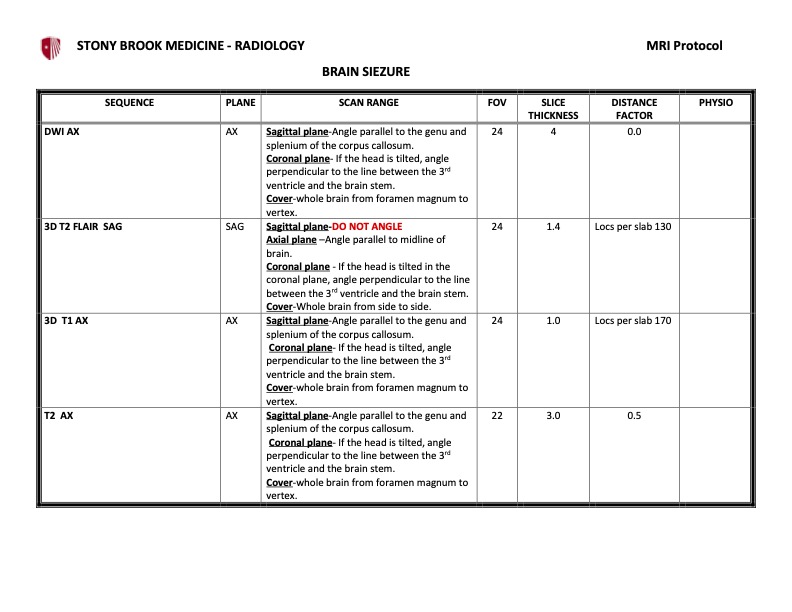 STONY BROOK MEDICINE - RADIOLOGY MRI Protocol
BRAIN SIEZURE
SEQUENCE PLANE SCAN RANGE FOV SLICE THICKNESS DISTANCE FACTOR PHYSIO
DWI AX AX Sagittal plane-Angle parallel to the genu and 24 4 0.0
splenium of the corpus callosum.
Coronal plane- If the head is tilted, angle
perpendicular to the line between the 3rd
ventricle and the brain stem.
Cover-whole brain from foramen magnum to
vertex.
3D T2 FLAIR SAG SAG Sagittal plane-DO NOT ANGLE 24 1.4 Locs per slab 130
Axial plane –Angle parallel to midline of
brain.
Coronal plane - If the head is tilted in the
coronal plane, angle perpendicular to the line
between the 3rd ventricle and the brain stem.
Cover-Whole brain from side to side.
3D T1 AX AX Sagittal plane-Angle parallel to the genu and 24 1.0 Locs per slab 170
splenium of the corpus callosum.
Coronal plane- If the head is tilted, angle
perpendicular to the line between the 3rd
ventricle and the brain stem.
Cover-whole brain from foramen magnum to
vertex.
T2 AX AX Sagittal plane-Angle parallel to the genu and 22 3.0 0.5
splenium of the corpus callosum.
Coronal plane- If the head is tilted, angle
perpendicular to the line between the 3rd
ventricle and the brain stem.
Cover-whole brain from foramen magnum to
vertex.